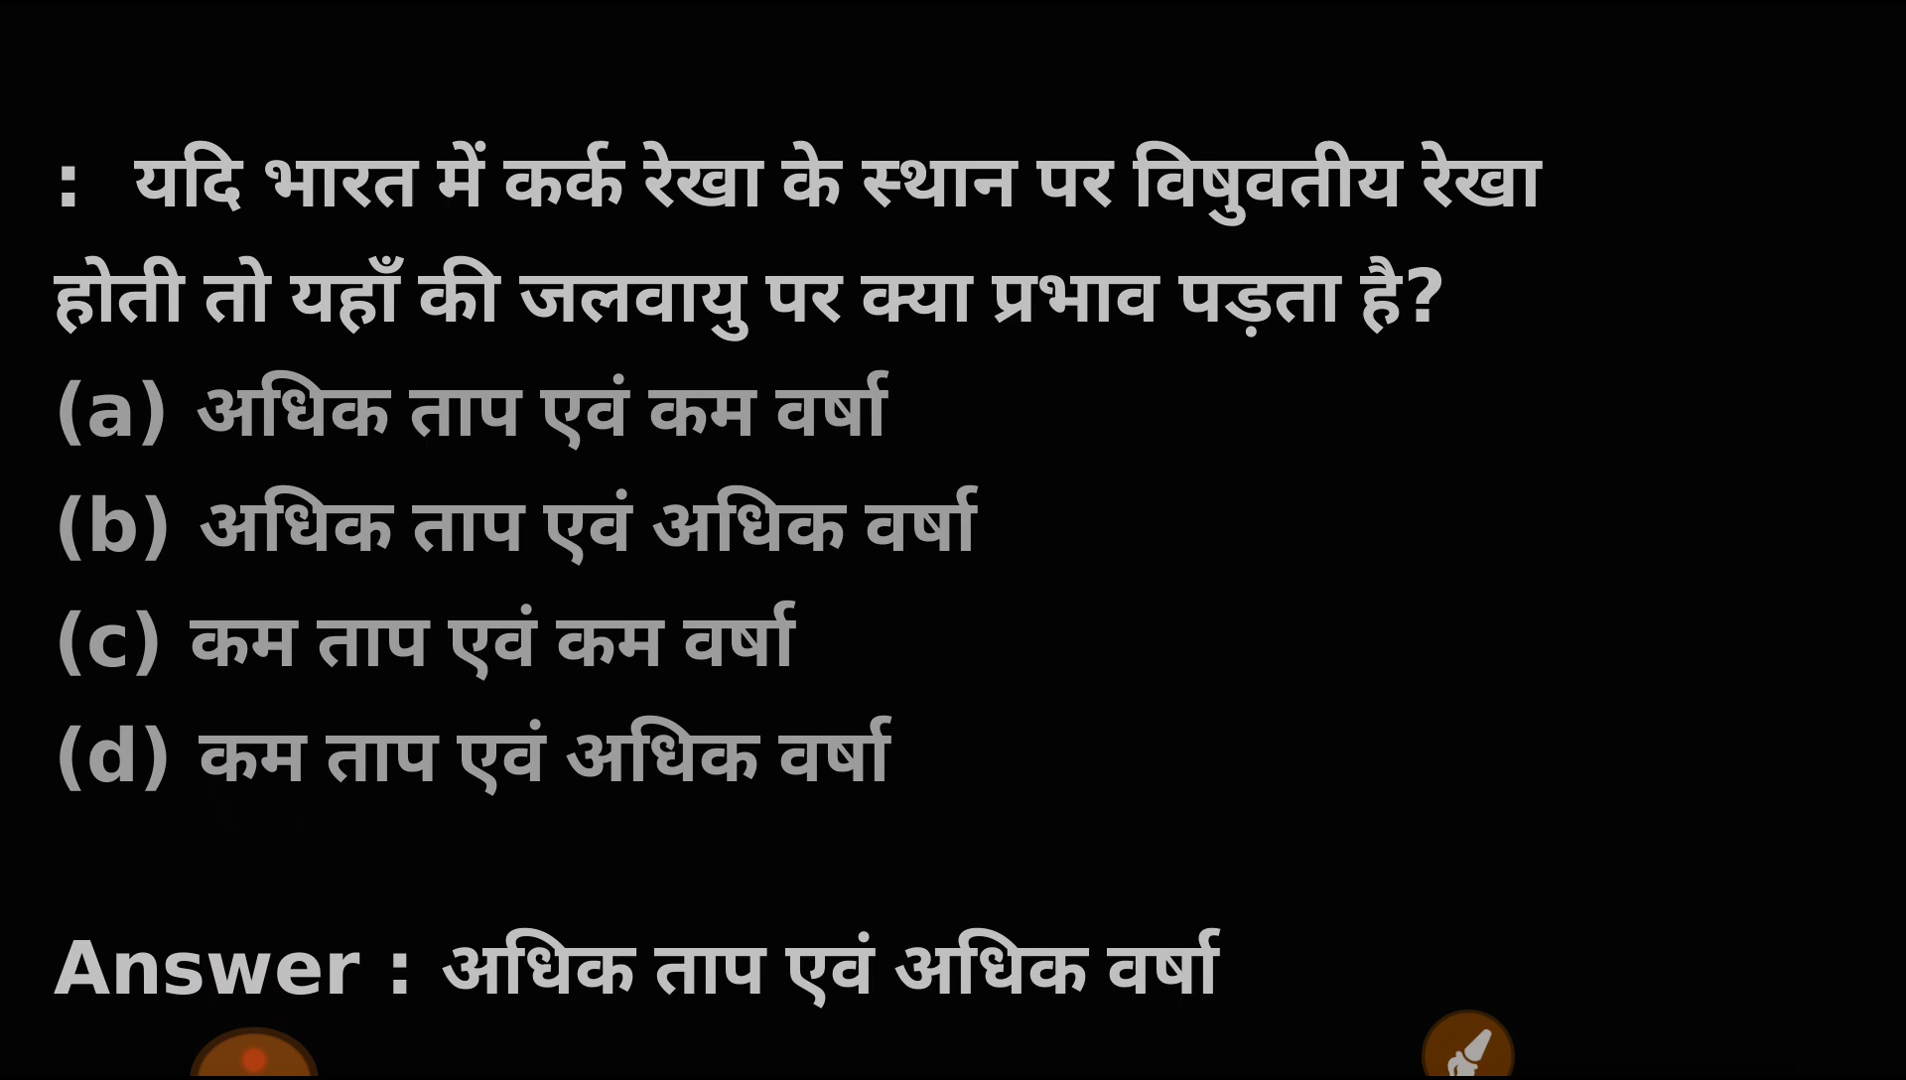 : यदि भारत में कर्क रेखा के स्थान पर विषुवतीय रेखा
होती तो यहाँ की जलवायु पर क्या प्रभाव पड़ता है?
(a) अधिक ताप एवं कम वर्षा
(b) अधिक ताप एवं अधिक वर्षा
(c) कम ताप एवं कम वर्षा
(d) कम ताप एवं अधिक वर्षा
Answer : अधिक ताप एवं अधिक वर्षा